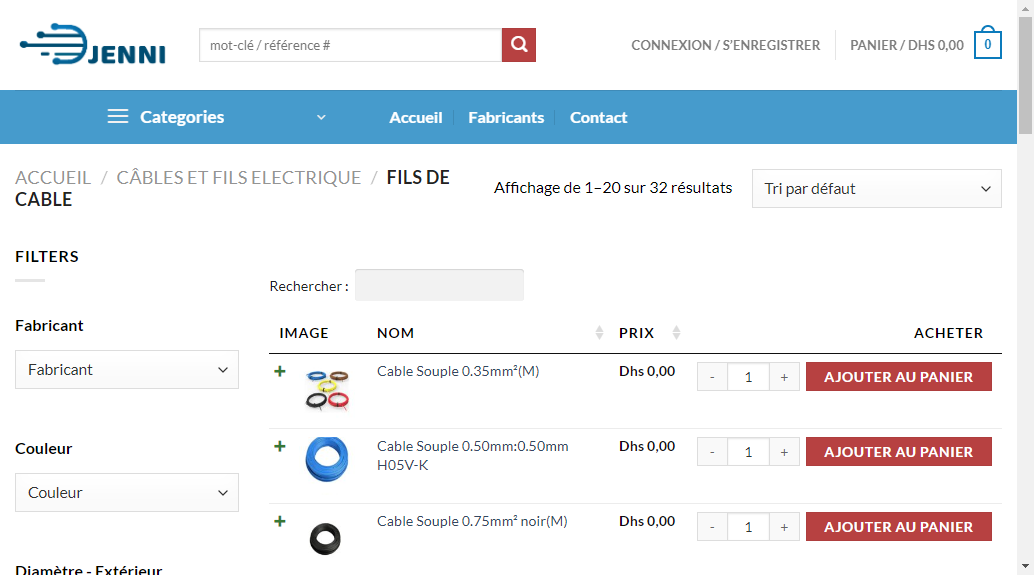 JENNI
mot-clé / référence #
CONNEXION / S'ENREGISTRER
PANIER / DHS 0,00
0
Categories
Accueil
Fabricants
Contact
ACCUEIL / CÂBLES ET FILS ELECTRIQUE / FILS DE
CABLE
Affichage de 1–20 sur 32 résultats
Tri par défaut
FILTERS
Fabricant
Fabricant
Couleur
Couleur
Diamètre - Extérieur
Rechercher :
IMAGE NOM PRIX ACHETER
Cable Souple 0.35mm²(M) Dhs 0,00 - 1 + AJOUTER AU PANIER
Cable Souple 0.50mm:0.50mm Dhs 0,00 - 1 + AJOUTER AU PANIER
H05V-K
Cable Souple 0.75mm² noir(M) Dhs 0,00 - 1 + AJOUTER AU PANIER